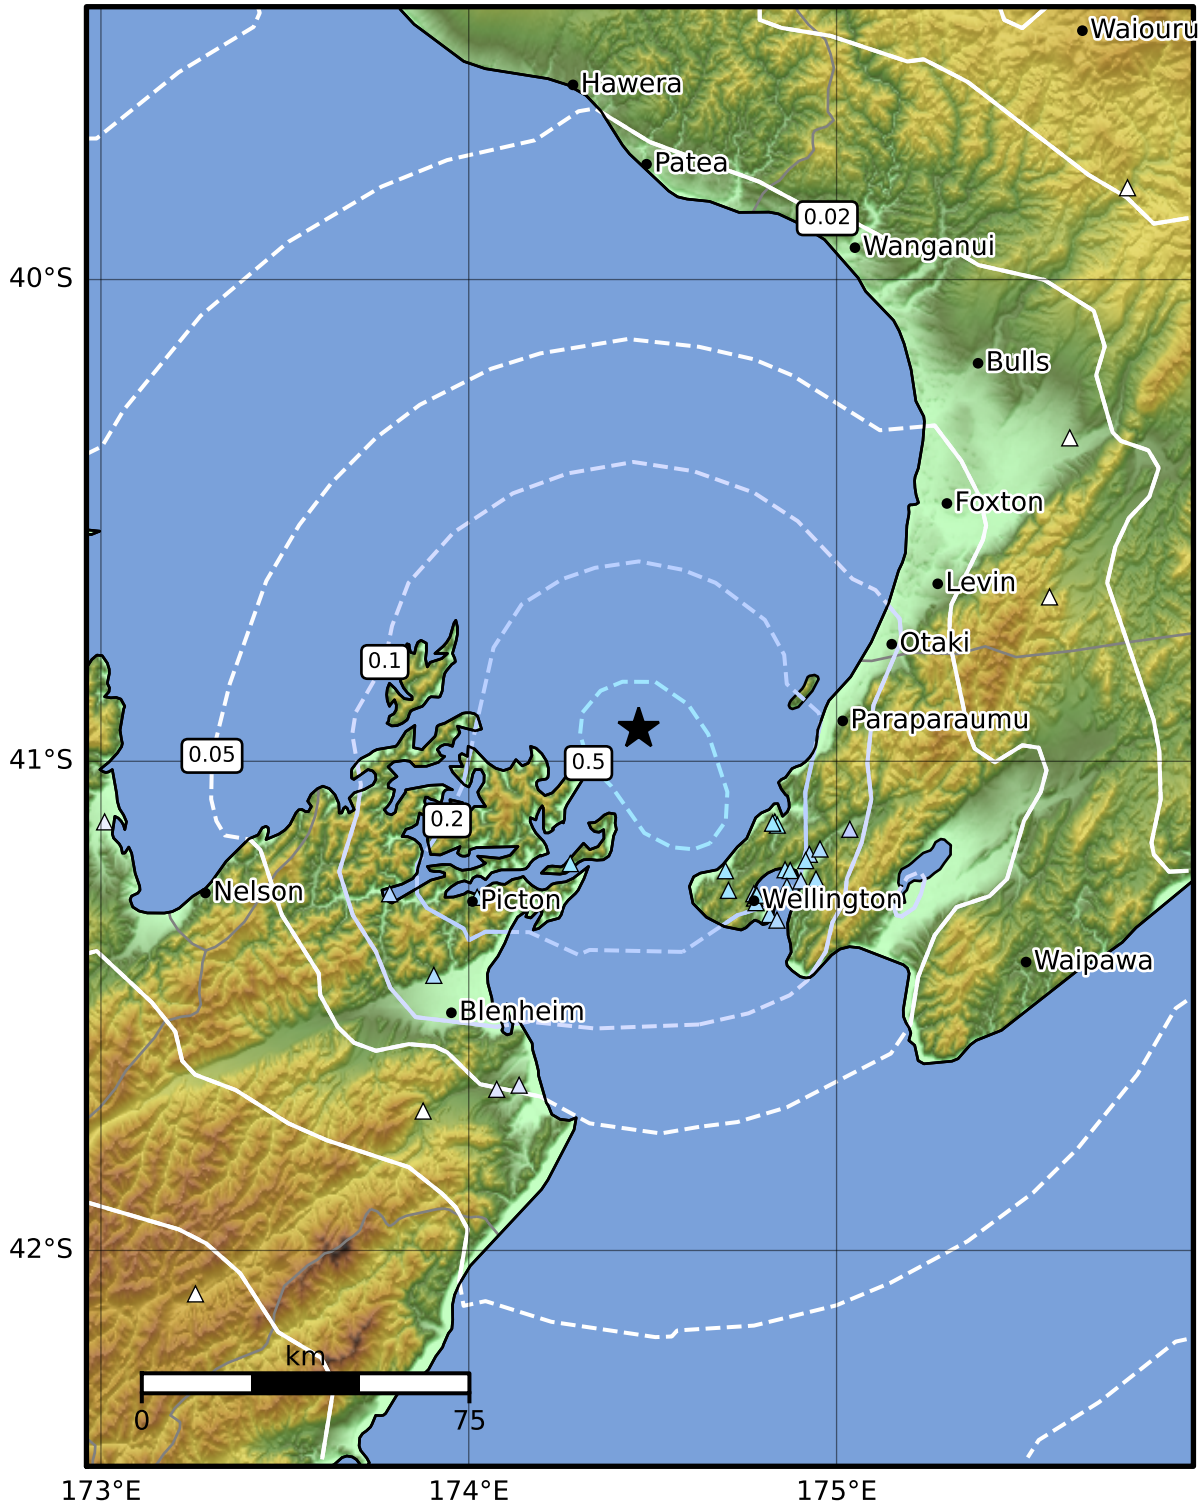 Waiouru
Hawera
Patea
0.02
Wanganui
40°S
Bulls
Foxton
Levin
Otaki
0.1
Paraparaumu
0.05
41°S
0.5
0.2
Nelson
Picton
Wellington
Waipawa
Blenheim
42°S
km
0
75
173°E
174°E
175°E